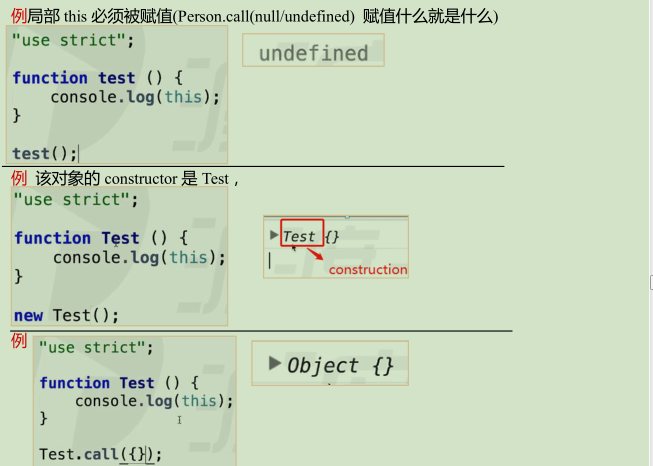 例局部 this 必须被赋值(Person.call(null/undefined) 赋值什么就是什么)
"use strict";
undefined
function test () {
console.log(this);
}
test();
例 该对象的 constructor 是 Test，
"use strict";
function Test () {
console.log(this);
}
new Test();
Test {}
construction
例
"use strict";
function Test () {
console.log(this);
}
Test.call({});
Object {}